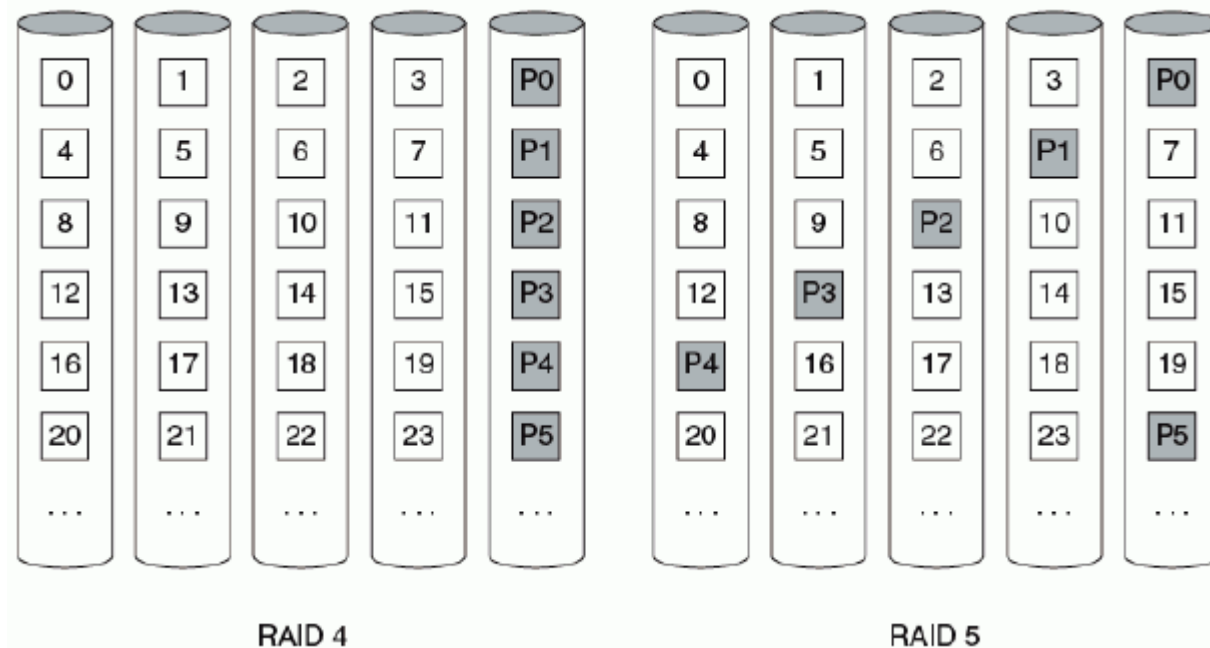 0 1 2 3 P0 0 1 2 3 P0
4 5 6 7 P1 4 5 6 P1 7
8 9 10 11 P2 8 9 P2 10 11
12 13 14 15 P3 12 P3 13 14 15
16 17 18 19 P4 P4 16 17 18 19
20 21 22 23 P5 20 21 22 23 P5
... ... ... ... ... ... ... ... ... ...
RAID 4 RAID 5